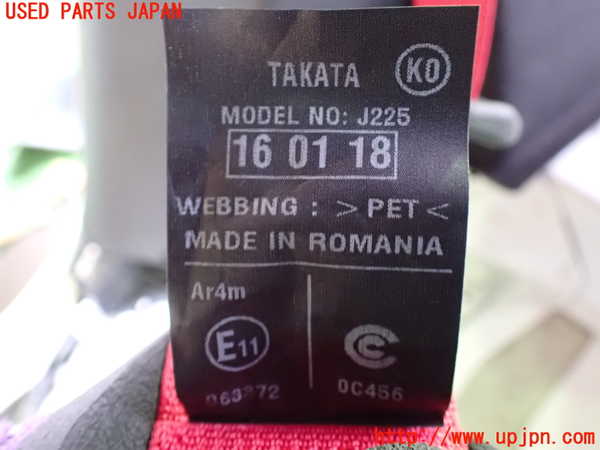 USED PARTS JAPAN
TAKATA
KO
MODEL NO: J225
16 01 18
WEBBING : >PET<
MADE IN ROMANIA
Ar4m
E11
063272
0C456
http://www.upjpn.com/